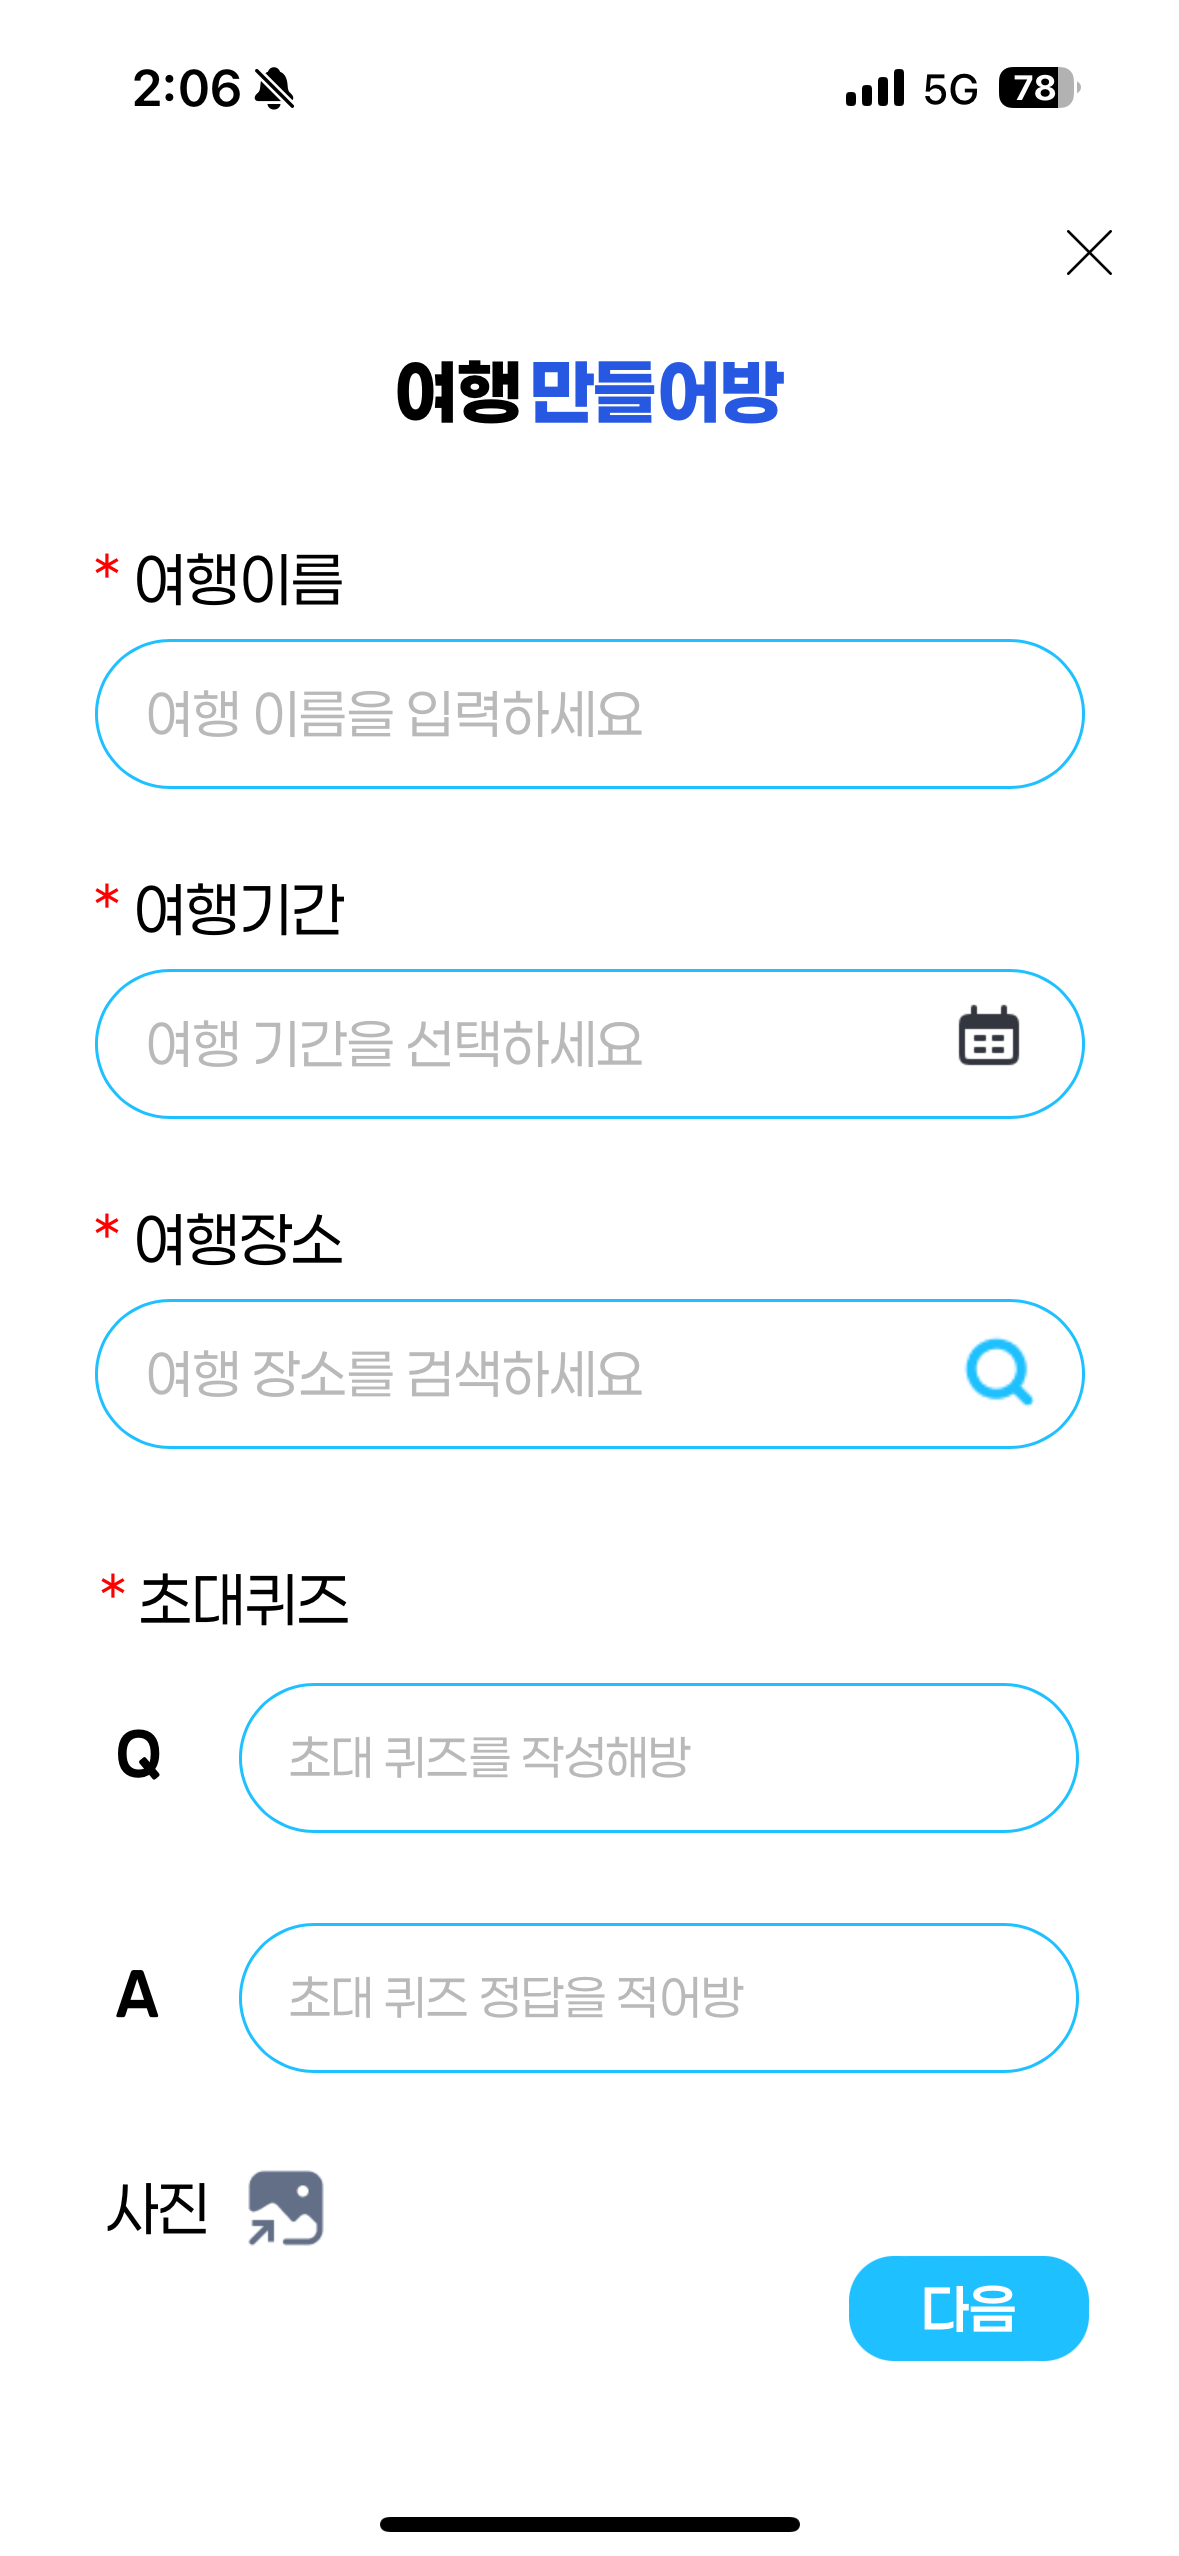 2:06 5G 78
여행 만들어방
* 여행이름
여행 이름을 입력하세요
* 여행기간
여행 기간을 선택하세요
* 여행장소
여행 장소를 검색하세요
* 초대퀴즈
Q 초대 퀴즈를 작성해방
A 초대 퀴즈 정답을 적어방
사진
다음